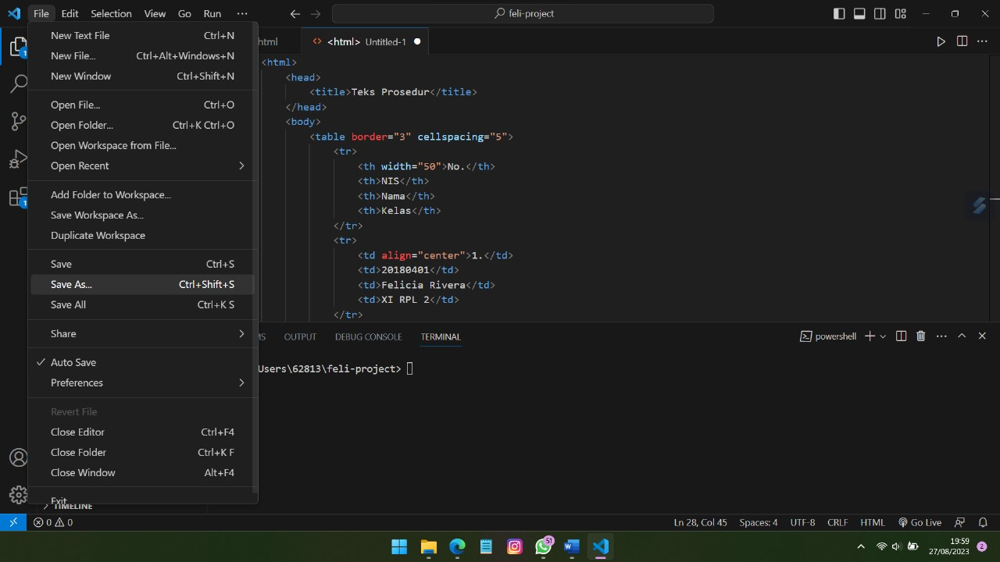 File Edit Selection View Go Run ···
feli-project
New Text File Ctrl+N
New File... Ctrl+Alt+Windows+N
New Window Ctrl+Shift+N
Open File... Ctrl+O
Open Folder... Ctrl+K Ctrl+O
Open Workspace from File...
Open Recent
Add Folder to Workspace...
Save Workspace As...
Duplicate Workspace
Save Ctrl+S
Save As... Ctrl+Shift+S
Save All Ctrl+K S
Share
Auto Save
Preferences
Revert File
Close Editor Ctrl+F4
Close Folder Ctrl+K F
Close Window Alt+F4
Exit
TIMELINE
1
1
html
<> <html> Untitled-1
<html>
<head>
<title>Teks Prosedur</title>
</head>
<body>
<table border="3" cellspacing="5">
<tr>
<th width="50">No.</th>
<th>NIS</th>
<th>Nama</th>
<th>Kelas</th>
</tr>
<tr>
<td align="center">1.</td>
<td>20180401</td>
<td>Felicia Rivera</td>
<td>XI RPL 2</td>
</tr>
MS OUTPUT DEBUG CONSOLE TERMINAL
powershell
Users\62813\feli-project>
0 0
Ln 28, Col 45 Spaces: 4 UTF-8 CRLF HTML Go Live
51
19:59
27/08/2023
2